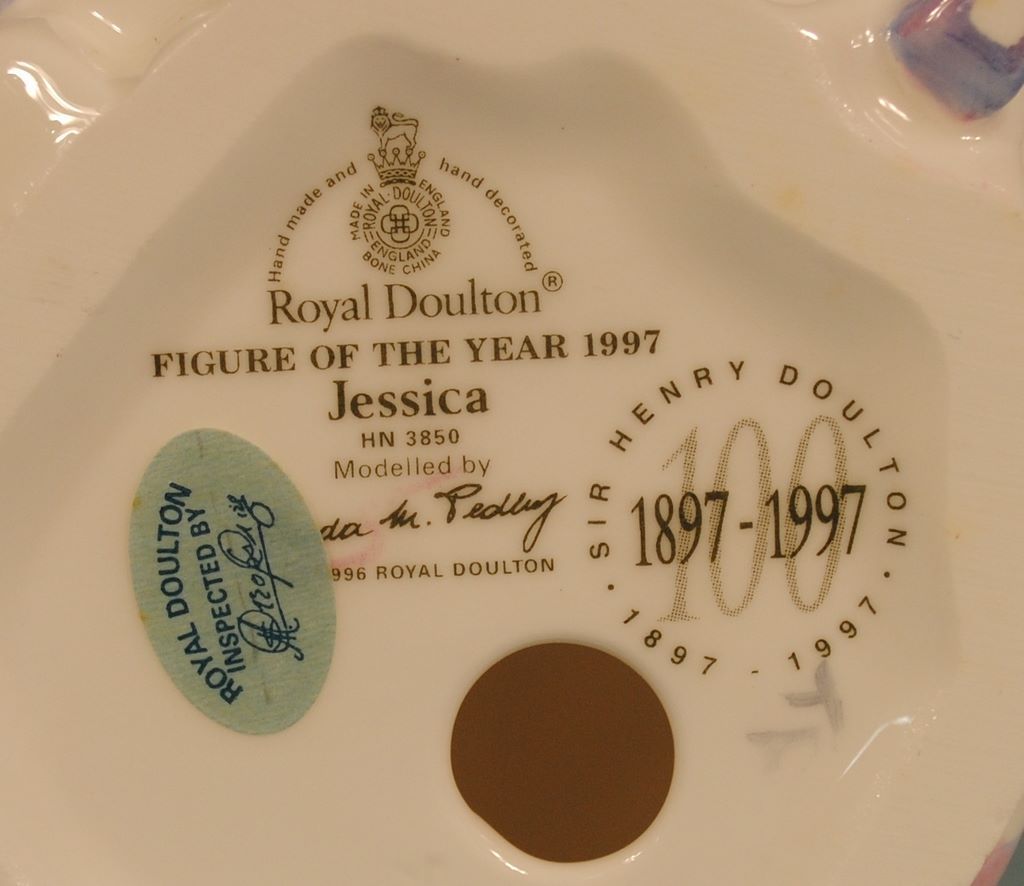 Hand made and hand decorated
MADE IN ENGLAND
ROYAL·DOULTON
ENGLAND
BONE CHINA
Royal Doulton®
FIGURE OF THE YEAR 1997
Jessica
HN 3850
Modelled by
da M. Pedley
996 ROYAL DOULTON
ROYAL DOULTON
INSPECTED BY
· SIR HENRY DOULTON ·
100
1897-1997
1897 - 1997